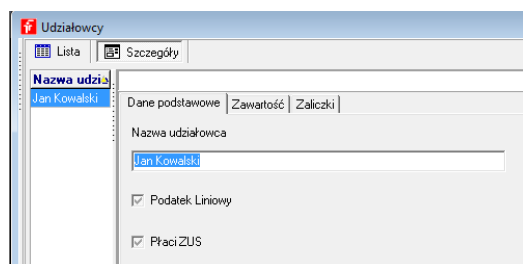 Udziałowcy
Lista Szczegóły
Nazwa udzi
Jan Kowalski
Dane podstawowe Zawartość Zaliczki
Nazwa udziałowca
Jan Kowalski
Podatek Liniowy
Płaci ZUS